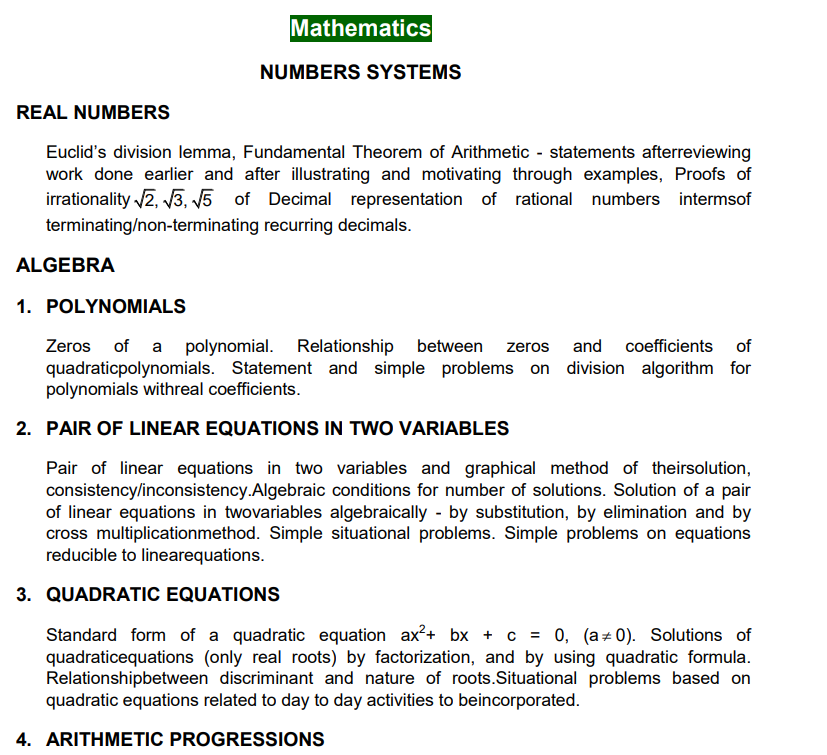 Mathematics
NUMBERS SYSTEMS
REAL NUMBERS
Euclid’s division lemma, Fundamental Theorem of Arithmetic - statements afterreviewing
work done earlier and after illustrating and motivating through examples, Proofs of
irrationality √2, √3, √5 of Decimal representation of rational numbers intermsof
terminating/non-terminating recurring decimals.
ALGEBRA
1. POLYNOMIALS
Zeros of a polynomial. Relationship between zeros and coefficients of
quadraticpolynomials. Statement and simple problems on division algorithm for
polynomials withreal coefficients.
2. PAIR OF LINEAR EQUATIONS IN TWO VARIABLES
Pair of linear equations in two variables and graphical method of theirsolution,
consistency/inconsistency.Algebraic conditions for number of solutions. Solution of a pair
of linear equations in twovariables algebraically - by substitution, by elimination and by
cross multiplicationmethod. Simple situational problems. Simple problems on equations
reducible to linearequations.
3. QUADRATIC EQUATIONS
Standard form of a quadratic equation ax²+ bx + c = 0, (a ≠ 0). Solutions of
quadraticequations (only real roots) by factorization, and by using quadratic formula.
Relationshipbetween discriminant and nature of roots.Situational problems based on
quadratic equations related to day to day activities to beincorporated.
4. ARITHMETIC PROGRESSIONS